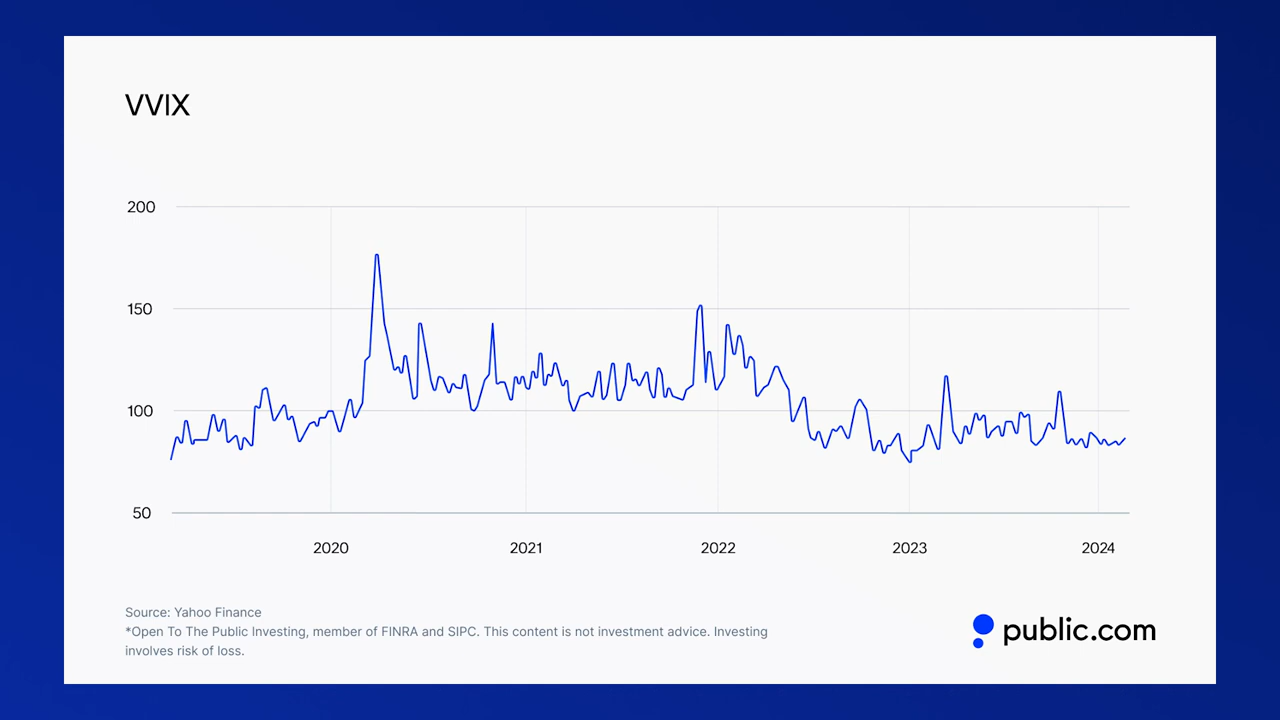 VVIX
200
150
100
50
2020 2021 2022 2023 2024
Source: Yahoo Finance
*Open To The Public Investing, member of FINRA and SIPC. This content is not investment advice. Investing
involves risk of loss.
public.com